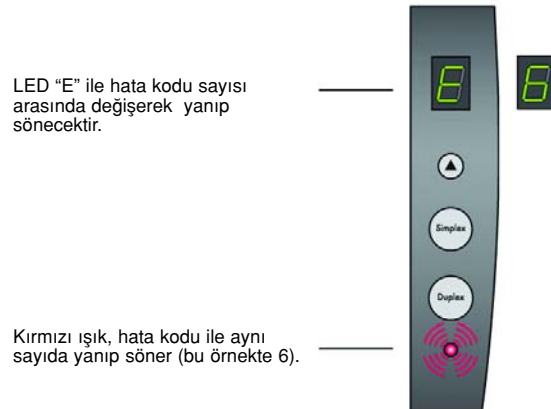 LED “E” ile hata kodu sayısı
arasında değişerek yanıp
sönecektir.
E 6
Simplex
Duplex
Kırmızı ışık, hata kodu ile aynı
sayıda yanıp söner (bu örnekte 6).